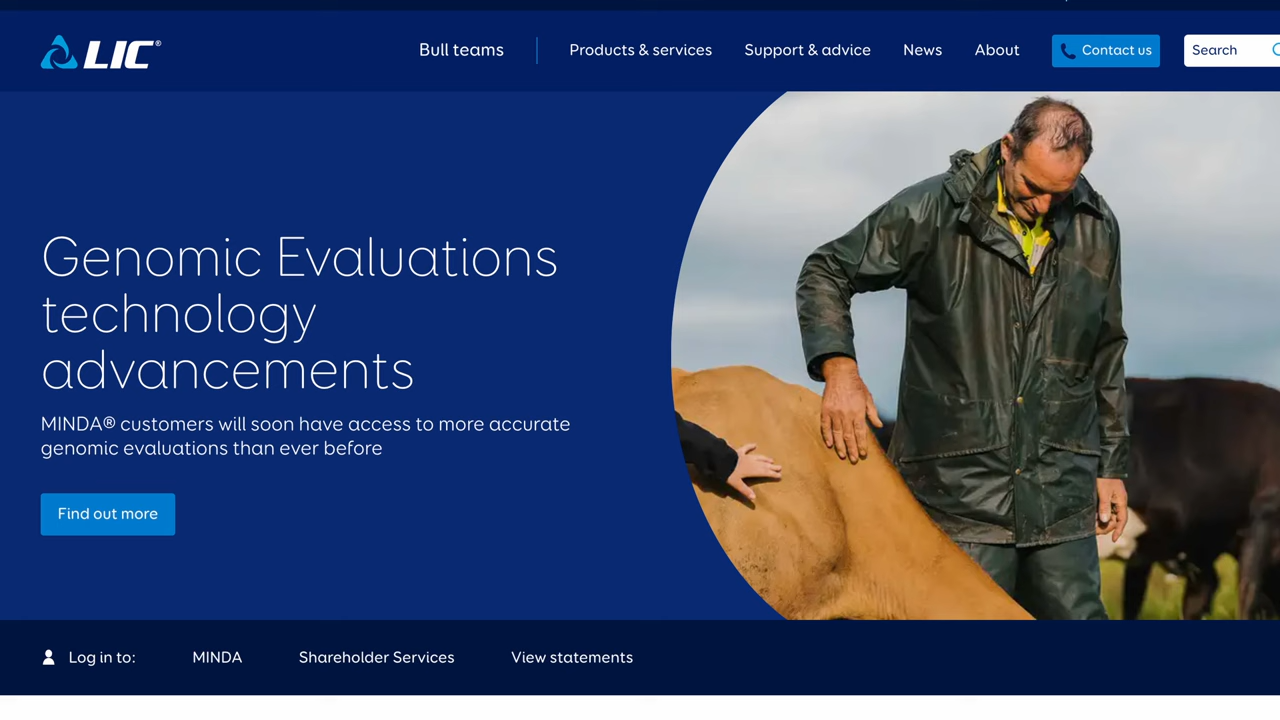 LIC®
Bull teams
Products & services
Support & advice
News
About
Contact us
Search
Genomic Evaluations
technology
advancements
MINDA® customers will soon have access to more accurate
genomic evaluations than ever before
Find out more
Log in to:
MINDA
Shareholder Services
View statements